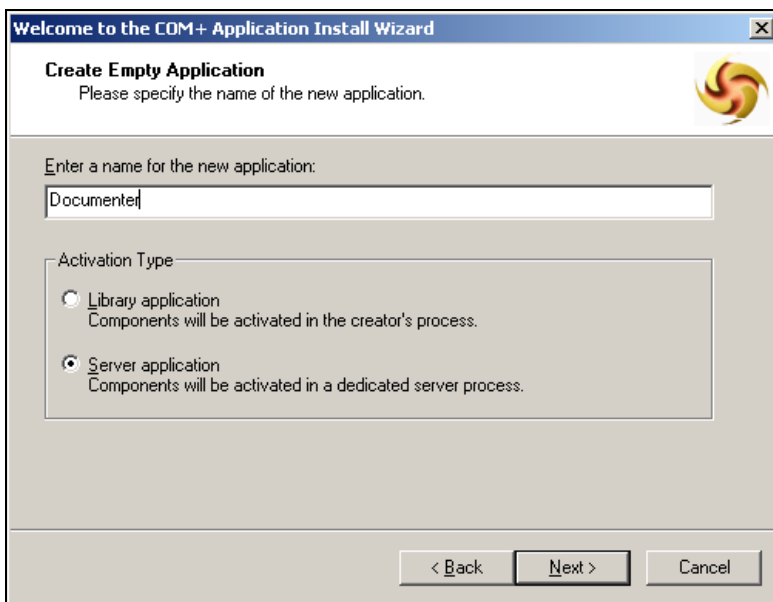 Welcome to the COM+ Application Install Wizard
Create Empty Application
Please specify the name of the new application.
Enter a name for the new application:
Documenter
Activation Type
Library application
Components will be activated in the creator's process.
Server application
Components will be activated in a dedicated server process.
< Back Next > Cancel